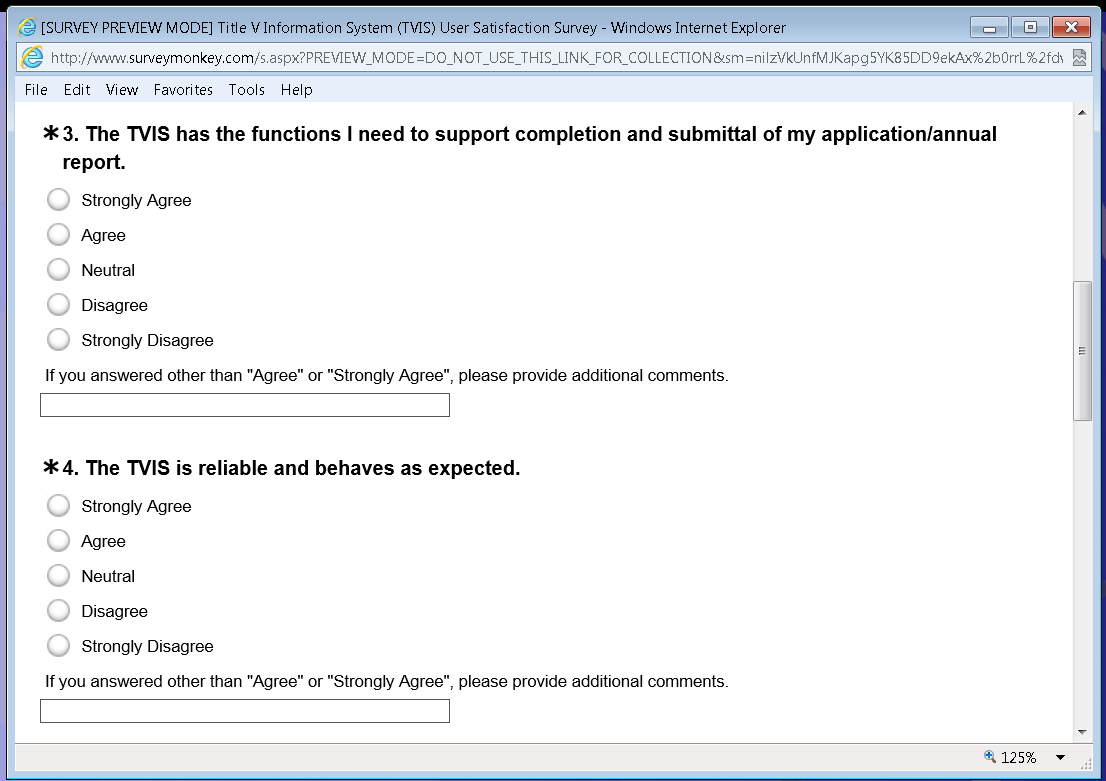 [SURVEY PREVIEW MODE] Title V Information System (TVIS) User Satisfaction Survey - Windows Internet Explorer
http://www.surveymonkey.com/s.aspx?PREVIEW_MODE=DO_NOT_USE_THIS_LINK_FOR_COLLECTION&sm=
File Edit View Favorites Tools Help
*3. The TVIS has the functions I need to support completion and submittal of my application/annual
report.
Strongly Agree
Agree
Neutral
Disagree
Strongly Disagree
If you answered other than "Agree" or "Strongly Agree", please provide additional comments.
*4. The TVIS is reliable and behaves as expected.
Strongly Agree
Agree
Neutral
Disagree
Strongly Disagree
If you answered other than "Agree" or "Strongly Agree", please provide additional comments.
125%